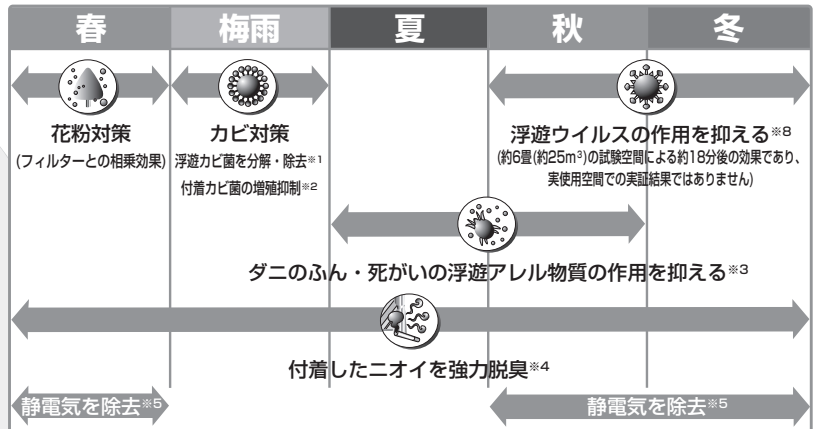 春 梅雨 夏 秋 冬
花粉対策
(フィルターとの相乗効果)
カビ対策
浮遊カビ菌を分解・除去※1
付着カビ菌の増殖抑制※2
浮遊ウイルスの作用を抑える※8
(約6畳(約25m³)の試験空間による約18分後の効果であり、
実使用空間での実証結果ではありません)
ダニのふん・死がいの浮遊アレル物質の作用を抑える※3
付着したニオイを強力脱臭※4
静電気を除去※5 静電気を除去※5